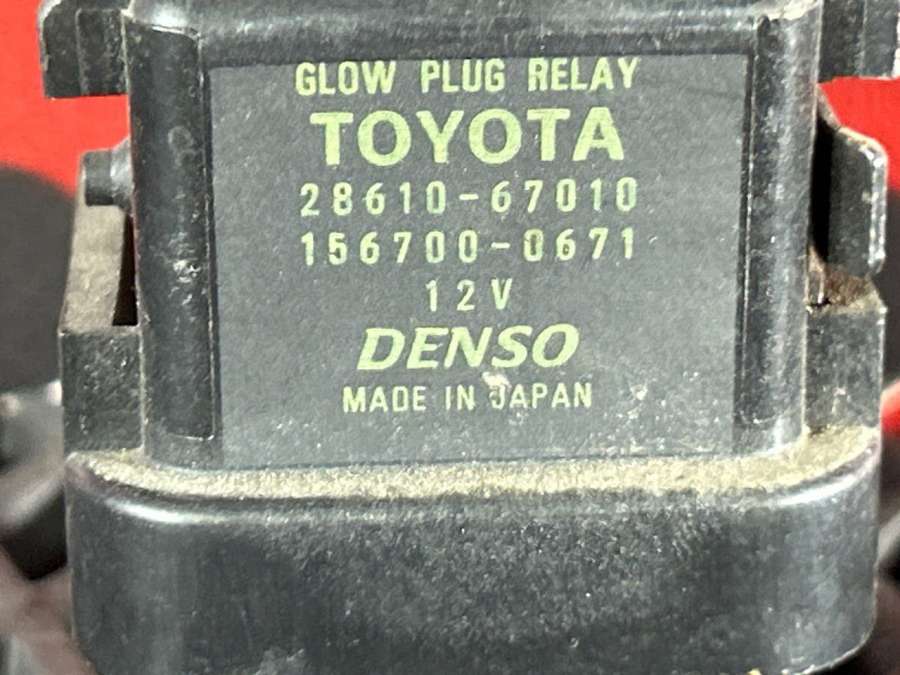 GLOW PLUG RELAY
TOYOTA
28610-67010
156700-0671
12V
DENSO
MADE IN JAPAN